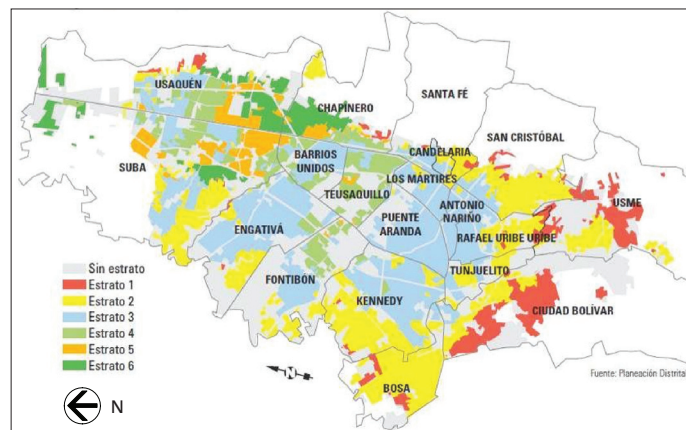 USAQUÉN
CHAPINERO
SANTA FÉ
SAN CRISTÓBAL
SUBA
BARRIOS
UNIDOS
CANDELARIA
LOS MÁRTIRES
TEUSAQUILLO
ANTONIO
NARIÑO
USME
ENGATIVÁ
PUENTE
ARANDA
RAFAEL URIBE URIBE
FONTIBÓN
TUNJUELITO
KENNEDY
CIUDAD BOLÍVAR
BOSA
Sin estrato
Estrato 1
Estrato 2
Estrato 3
Estrato 4
Estrato 5
Estrato 6
N
N
Fuente: Planeación Distrital